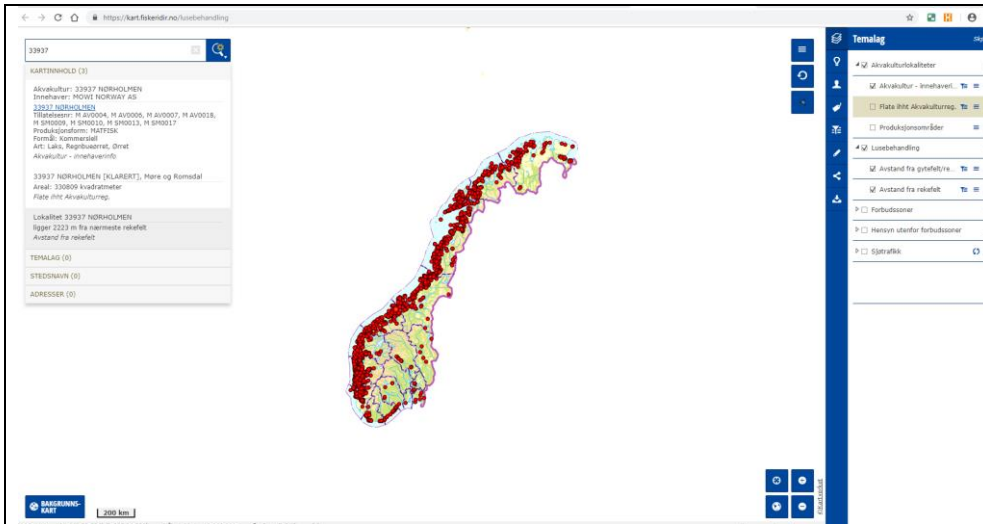 https://kart.fiskeridir.no/lusebehandling
33937
KARTINNHOLD (3)
Akvakultur: 33937 NØRHOLMEN
Innehaver: MOWI NORWAY AS
33937 NØRHOLMEN
Tillatelsesnr: M AV0004, M AV0006, M AV0007, M AV0018,
M SM0009, M SM0010, M SM0013, M SM0017
Produksjonsform: MATFISK
Formål: Kommersiell
Art: Laks, Regnbueørret, Ørret
Akvakultur - innehaverinfo
33937 NØRHOLMEN [KLARERT], Møre og Romsdal
Areal: 330809 kvadratmeter
Flate ihht Akvakulturreg.
Lokalitet 33937 NØRHOLMEN
ligger 2223 m fra nærmeste rekefelt
Avstand fra rekefelt
TEMALAG (0)
STEDSNAVN (0)
ADRESSER (0)
BAKGRUNNS-
KART
200 km
©Kartverket
Temalag
Akvakulturlokaliteter
Akvakultur - innehaveri...
Flate ihht Akvakulturreg.
Produksjonsområder
Lusebehandling
Avstand fra gytefelt/re...
Avstand fra rekefelt
Forbudssoner
Hensyn utenfor forbudssoner
Sjøtrafikk